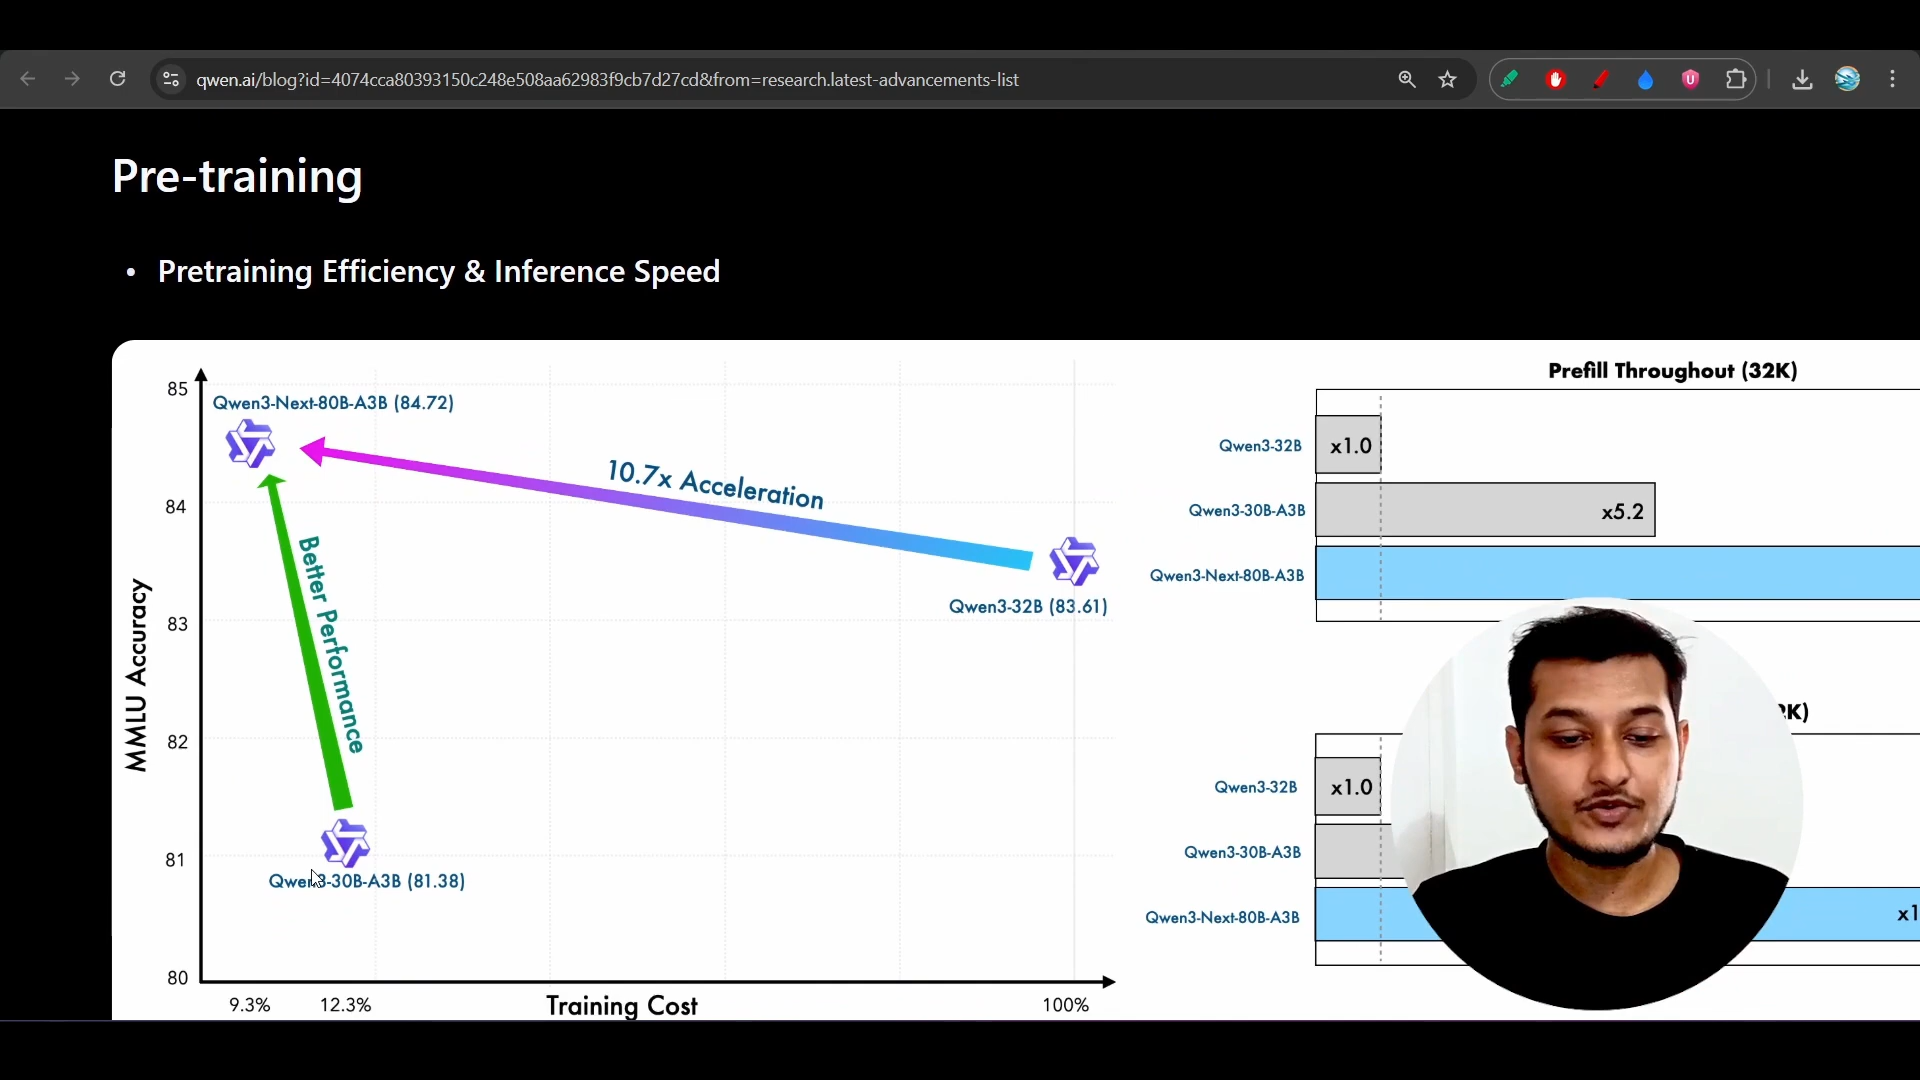 qwen.ai/blog?id=4074cca80393150c248e508aa62983f9cb7d27cd&from=research.latest-advancements-list
Pre-training
• Pretraining Efficiency & Inference Speed
85
84
83
82
81
80
MMLU Accuracy
Qwen3-Next-80B-A3B (84.72)
10.7x Acceleration
Better Performance
Qwen3-32B (83.61)
Qwen3-30B-A3B (81.38)
9.3%
12.3%
Training Cost
100%
Prefill Throughout (32K)
Qwen3-32B
x1.0
Qwen3-30B-A3B
x5.2
Qwen3-Next-80B-A3B
2K)
Qwen3-32B
x1.0
Qwen3-30B-A3B
Qwen3-Next-80B-A3B
x1